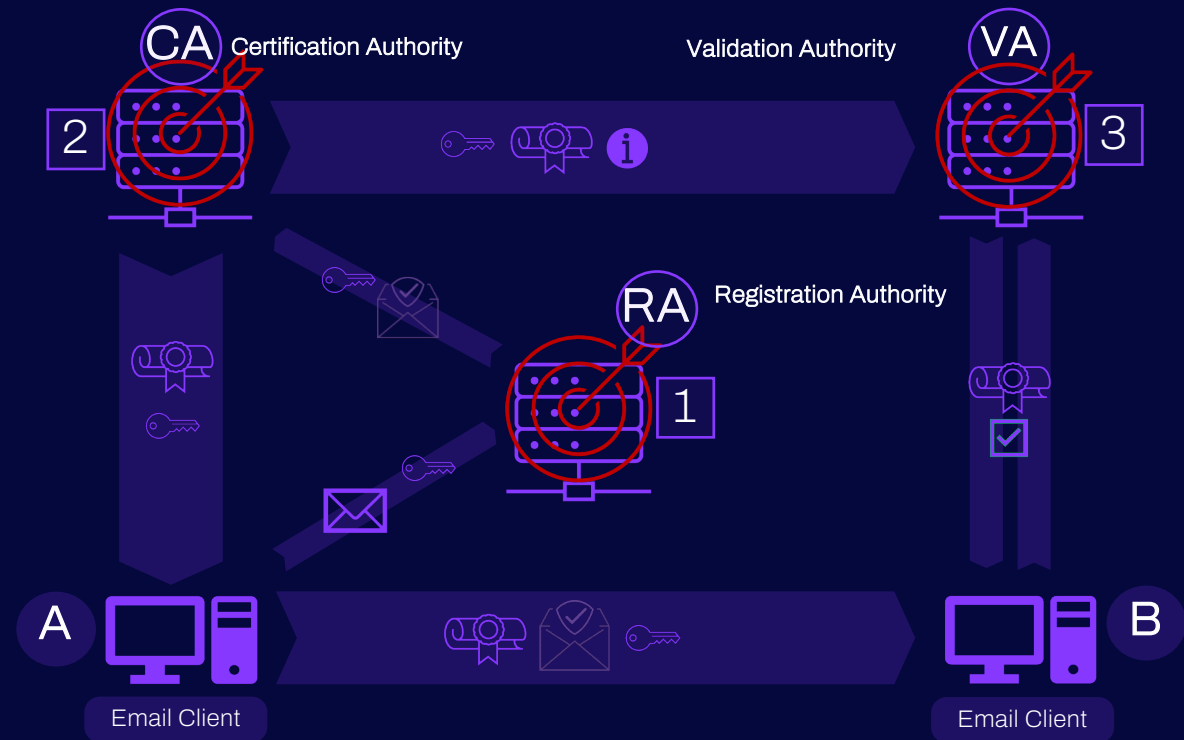 CA
Certification Authority
Validation Authority
VA
2
3
i
RA
Registration Authority
1
A
B
Email Client
Email Client